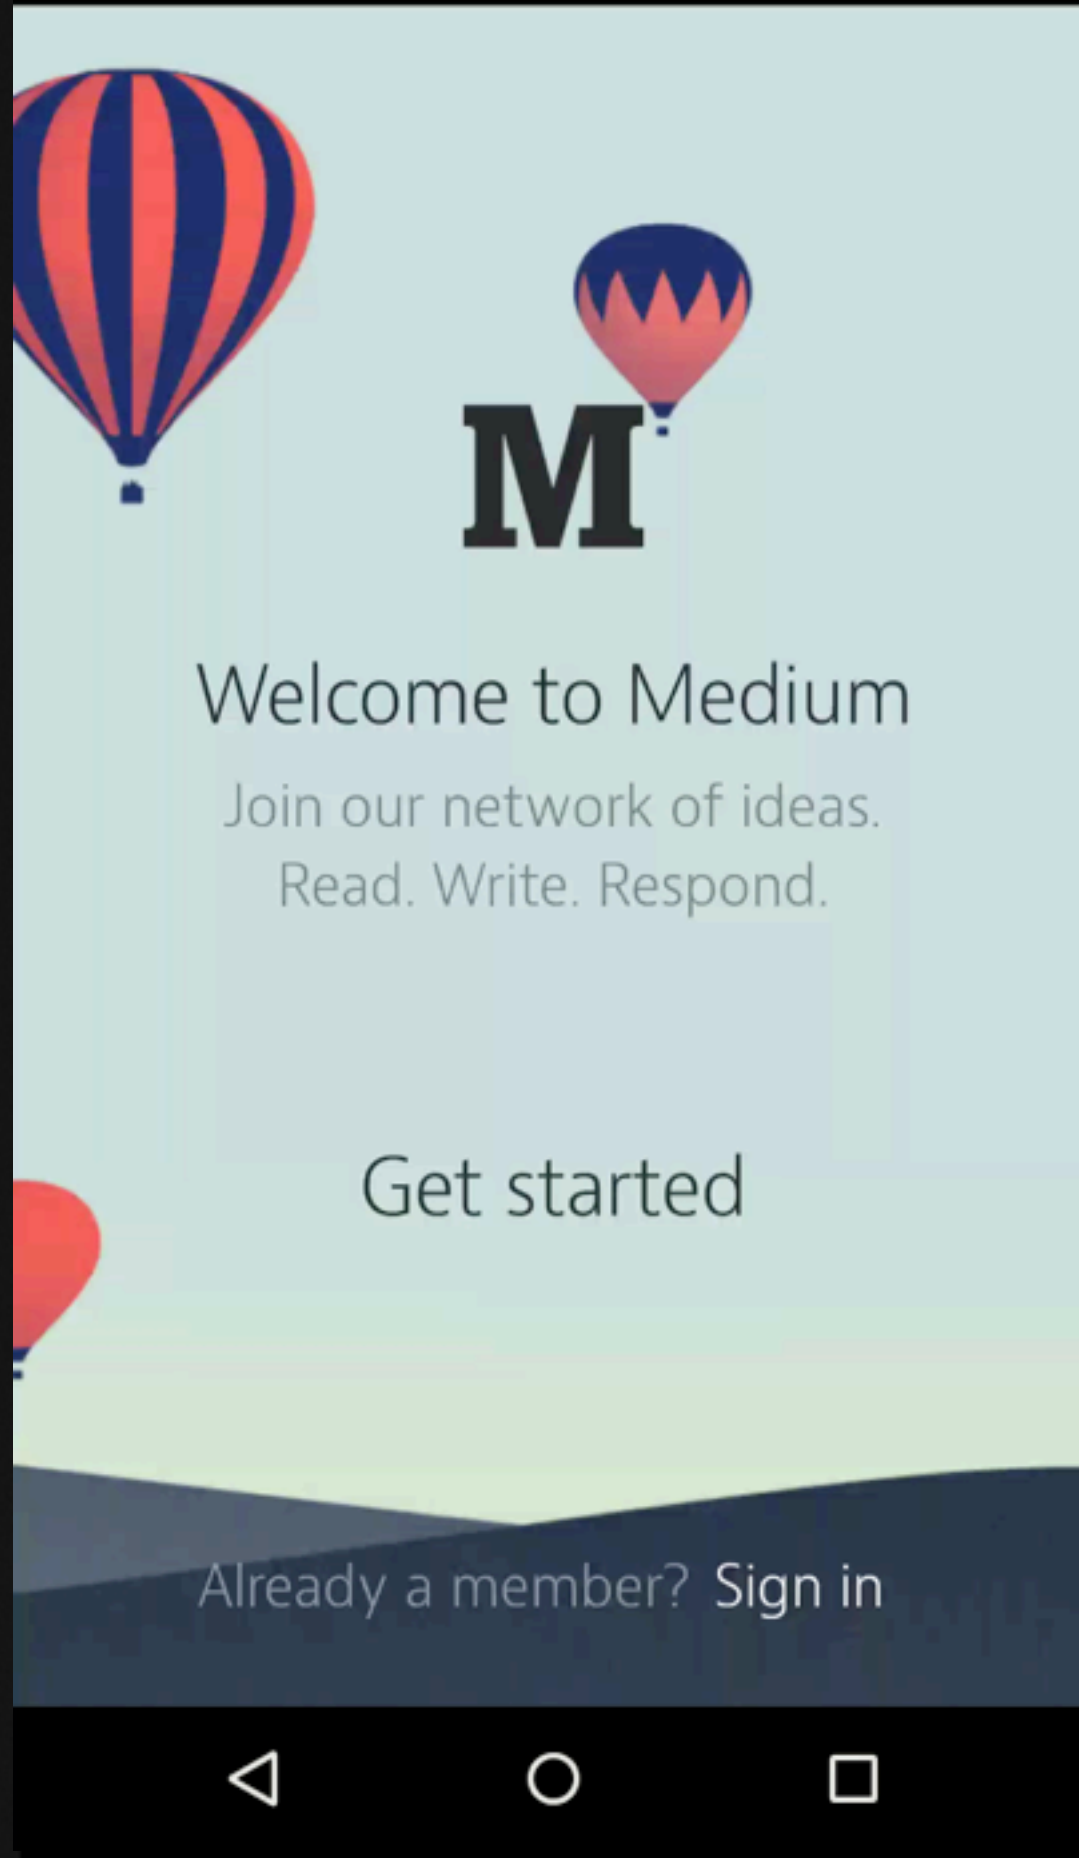 M
Welcome to Medium
Join our network of ideas.
Read. Write. Respond.
Get started
Already a member? Sign in